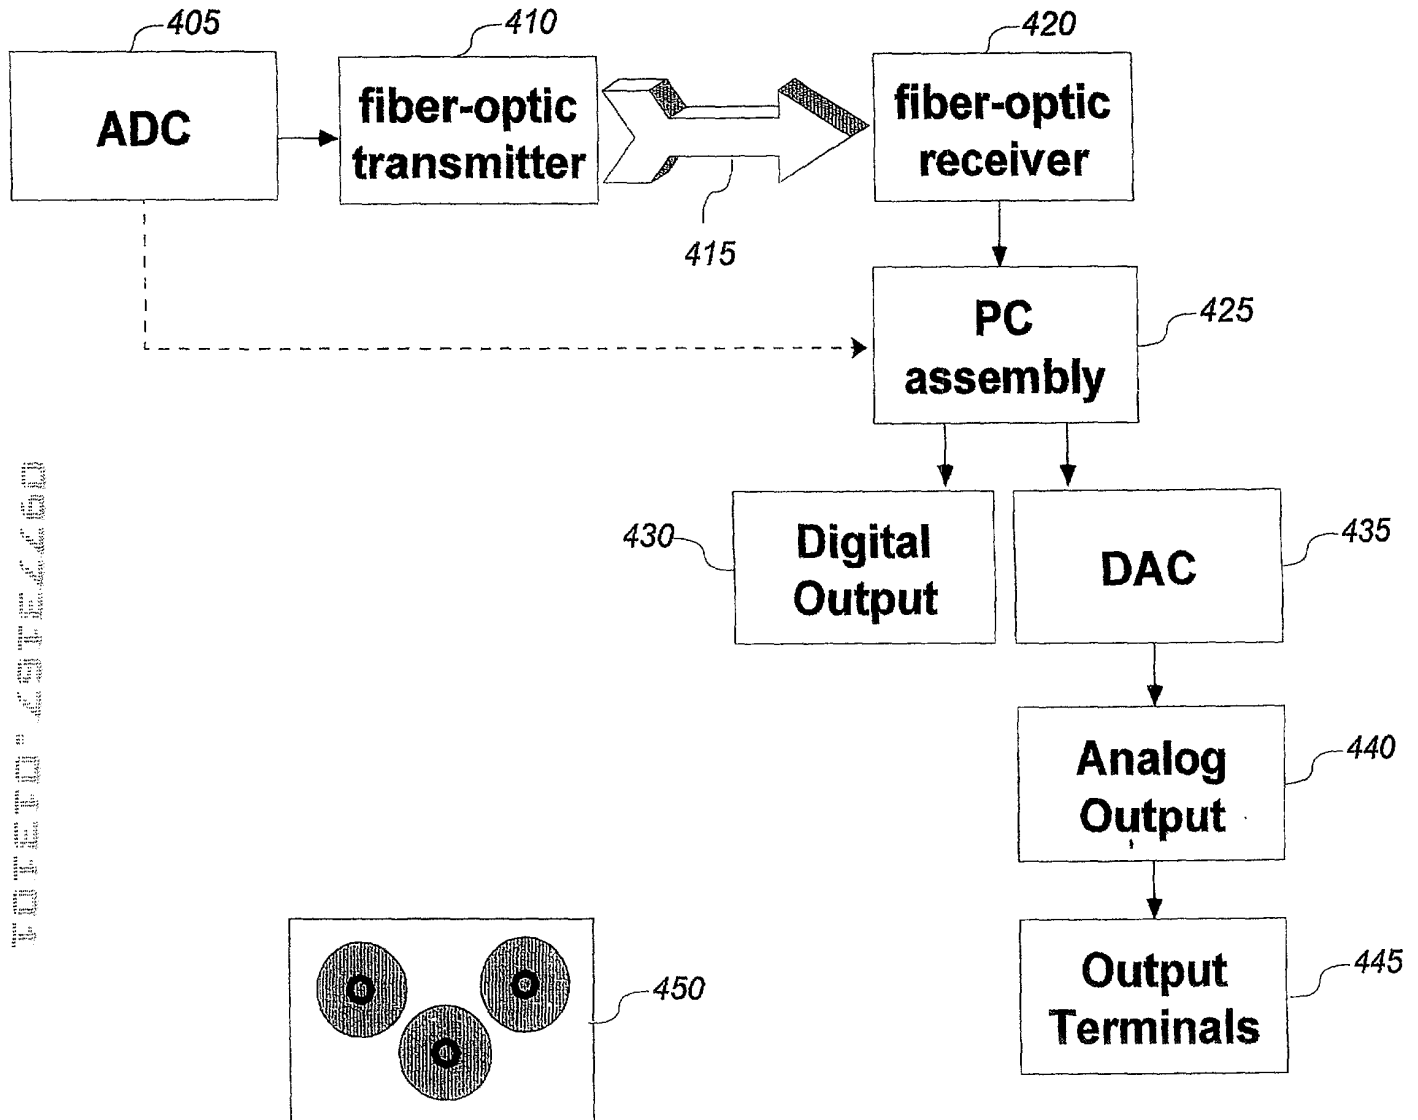 405
410
420
ADC
fiber-optic
transmitter
fiber-optic
receiver
415
PC
assembly
425
430
Digital
Output
DAC
435
Analog
Output
440
Output
Terminals
445
450